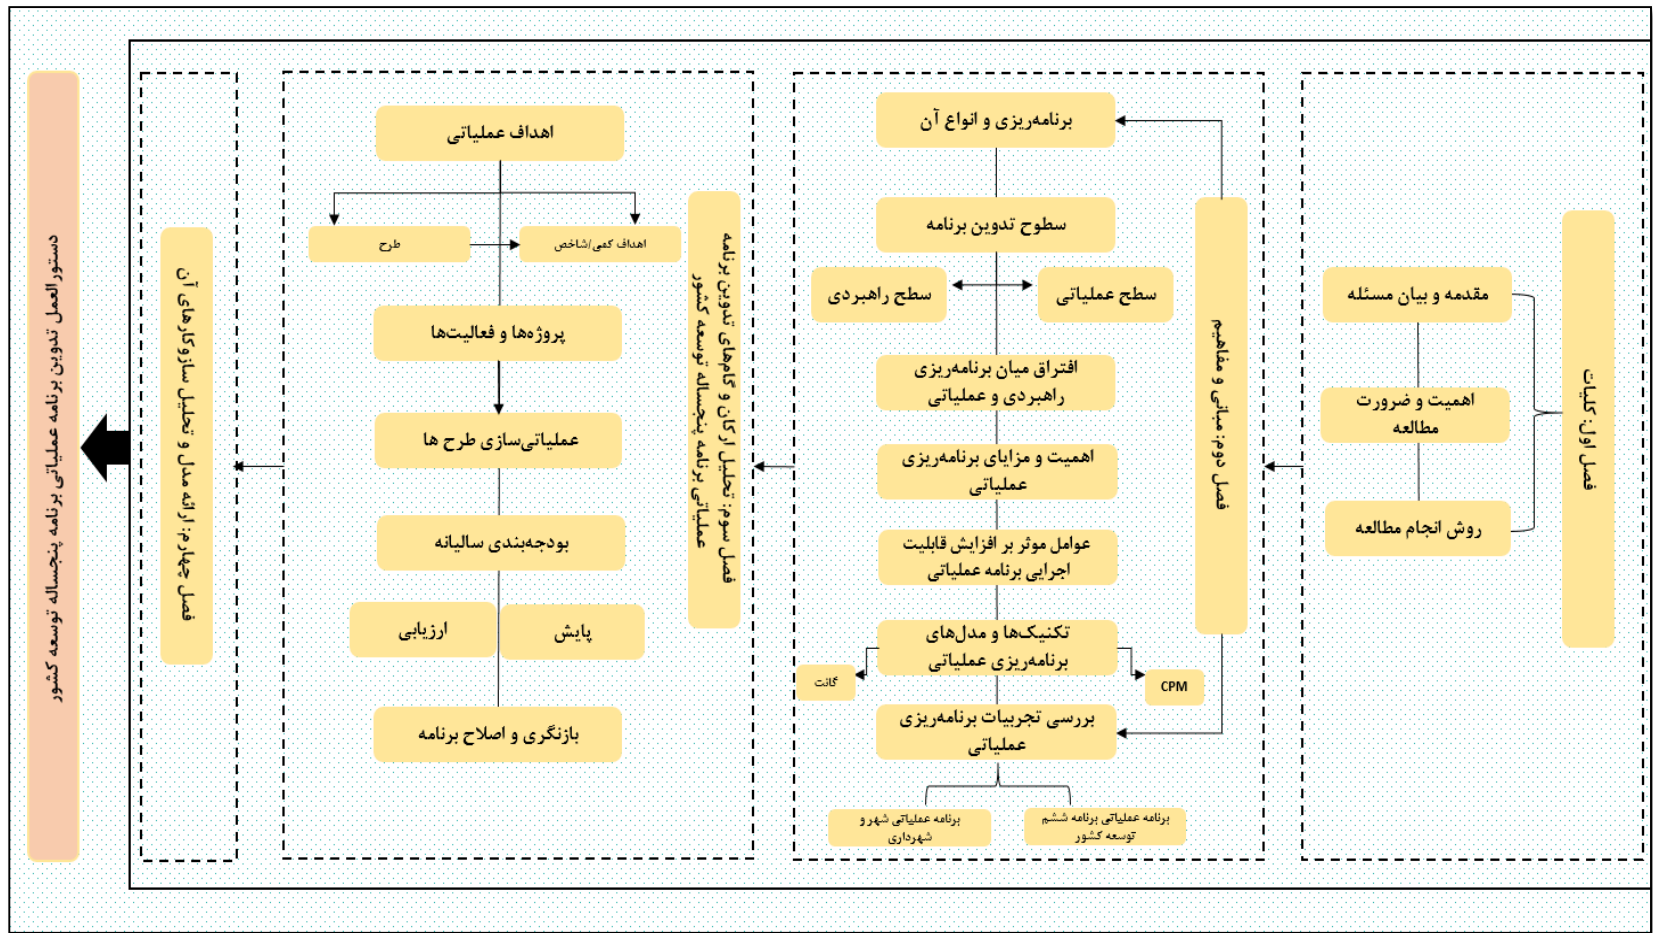 فصل اول: کلیات
مقدمه و بیان مسئله
اهمیت و ضرورت
مطالعه
روش انجام مطالعه
فصل دوم: مبانی و مفاهیم
برنامه‌ریزی و انواع آن
سطوح تدوین برنامه
سطح عملیاتی
سطح راهبردی
افتراق میان برنامه‌ریزی
راهبردی و عملیاتی
اهمیت و مزایای برنامه‌ریزی
عملیاتی
عوامل موثر بر افزایش قابلیت
اجرایی برنامه عملیاتی
تکنیک‌ها و مدل‌های
برنامه‌ریزی عملیاتی
CPM
گانت
بررسی تجربیات برنامه‌ریزی
عملیاتی
برنامه عملیاتی برنامه ششم
توسعه کشور
برنامه عملیاتی شهر و
شهرداری
فصل سوم: تحلیل ارکان و گام‌های تدوین برنامه
عملیاتی برنامه پنجساله توسعه کشور
اهداف عملیاتی
اهداف کمی/شاخص
طرح
پروژه‌ها و فعالیت‌ها
عملیاتی‌سازی طرح ها
بودجه‌بندی سالیانه
پایش
ارزیابی
بازنگری و اصلاح برنامه
فصل چهارم: ارائه مدل و تحلیل سازوکارهای آن
دستورالعمل تدوین برنامه عملیاتی برنامه پنجساله توسعه کشور